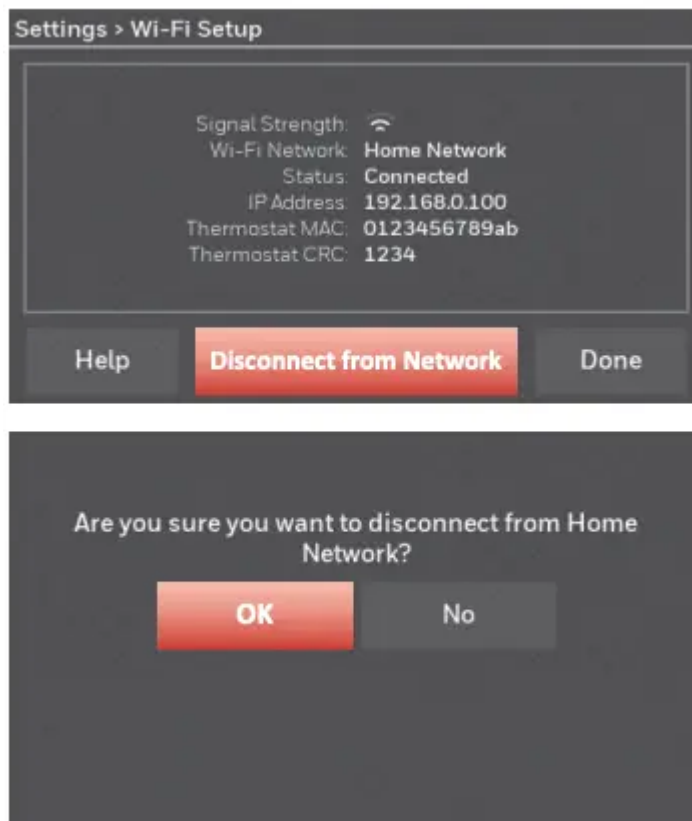 Settings > Wi-Fi Setup
Signal Strength:
Wi-Fi Network: Home Network
Status: Connected
IP Address: 192.168.0.100
Thermostat MAC: 0123456789ab
Thermostat CRC: 1234
Help Disconnect from Network Done
Are you sure you want to disconnect from Home
Network?
OK No